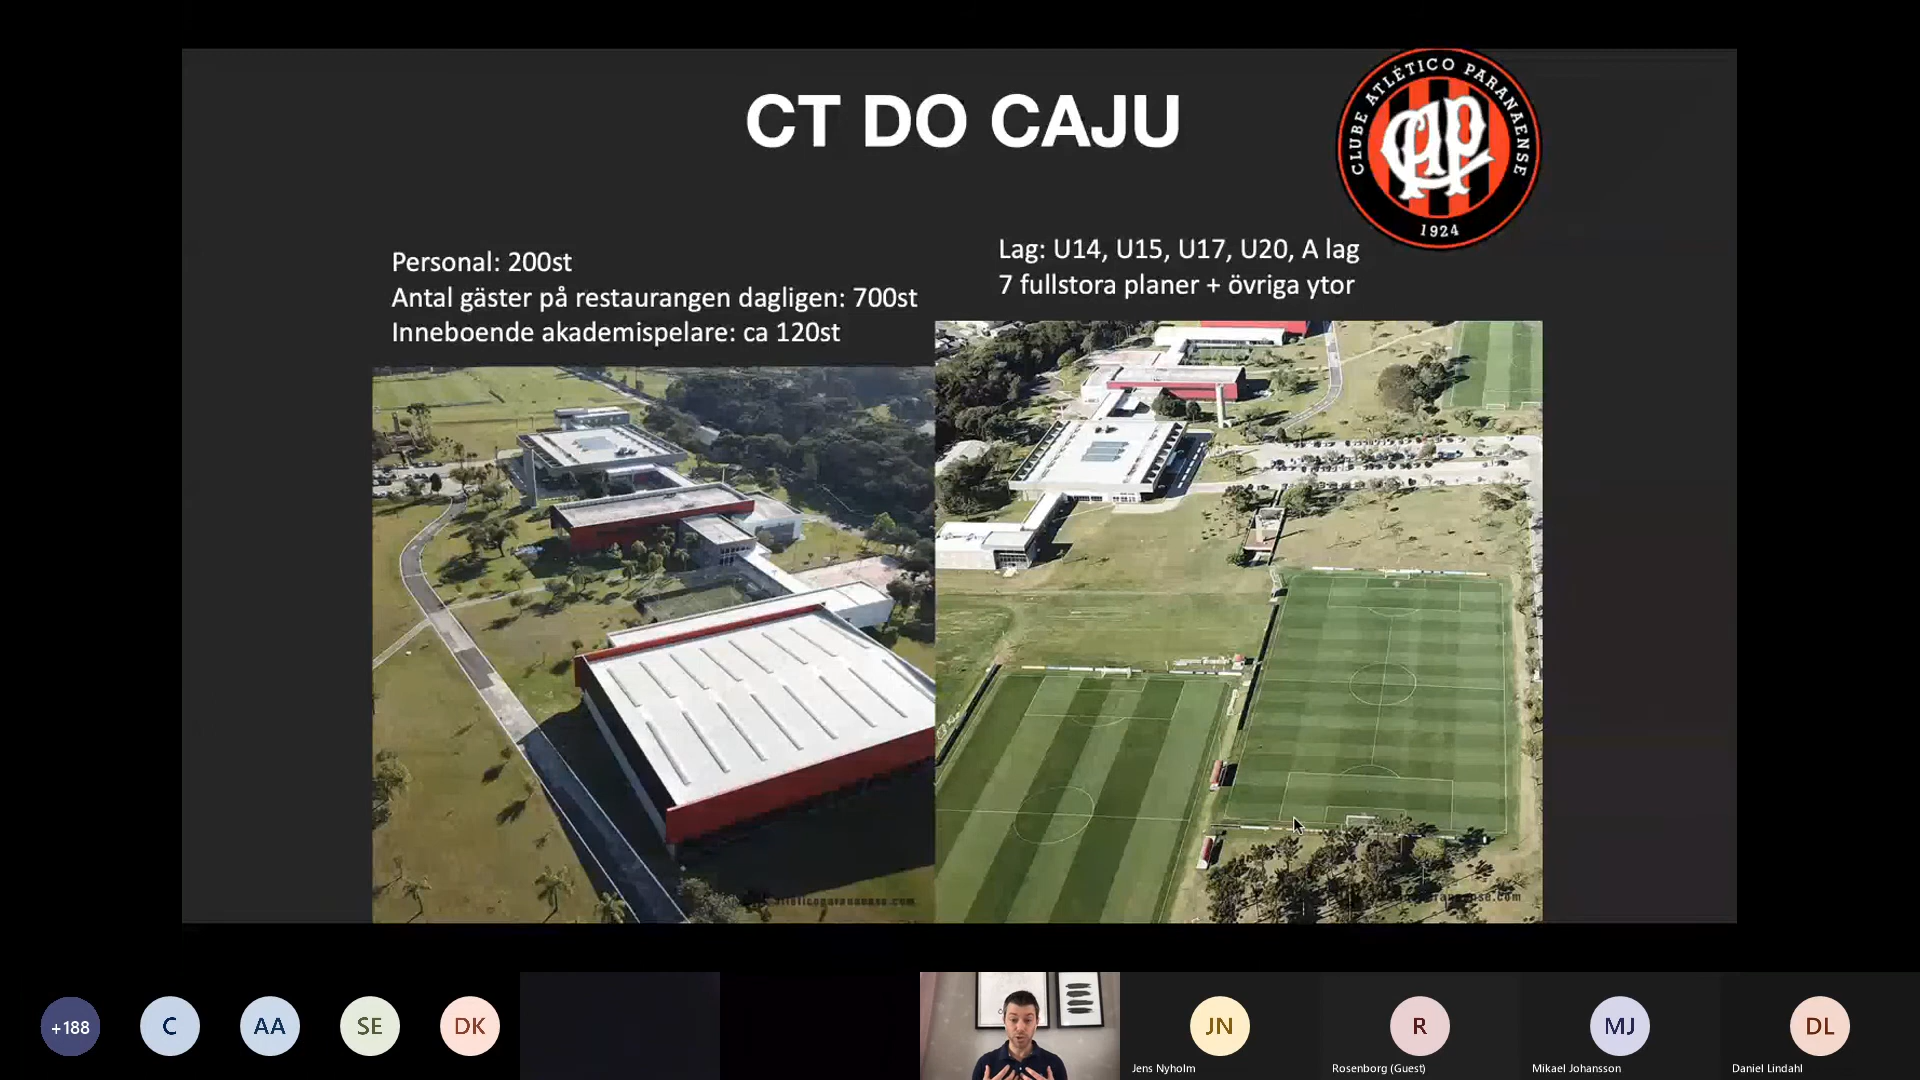 CT DO CAJU
CLUBE ATLÉTICO PARANAENSE
CAP
1924
Personal: 200st
Antal gäster på restaurangen dagligen: 700st
Inneboende akademispelare: ca 120st
Lag: U14, U15, U17, U20, A lag
7 fullstora planer + övriga ytor
+188
C
AA
SE
DK
JN
Jens Nyholm
R
Rosenborg (Guest)
MJ
Mikael Johansson
DL
Daniel Lindahl